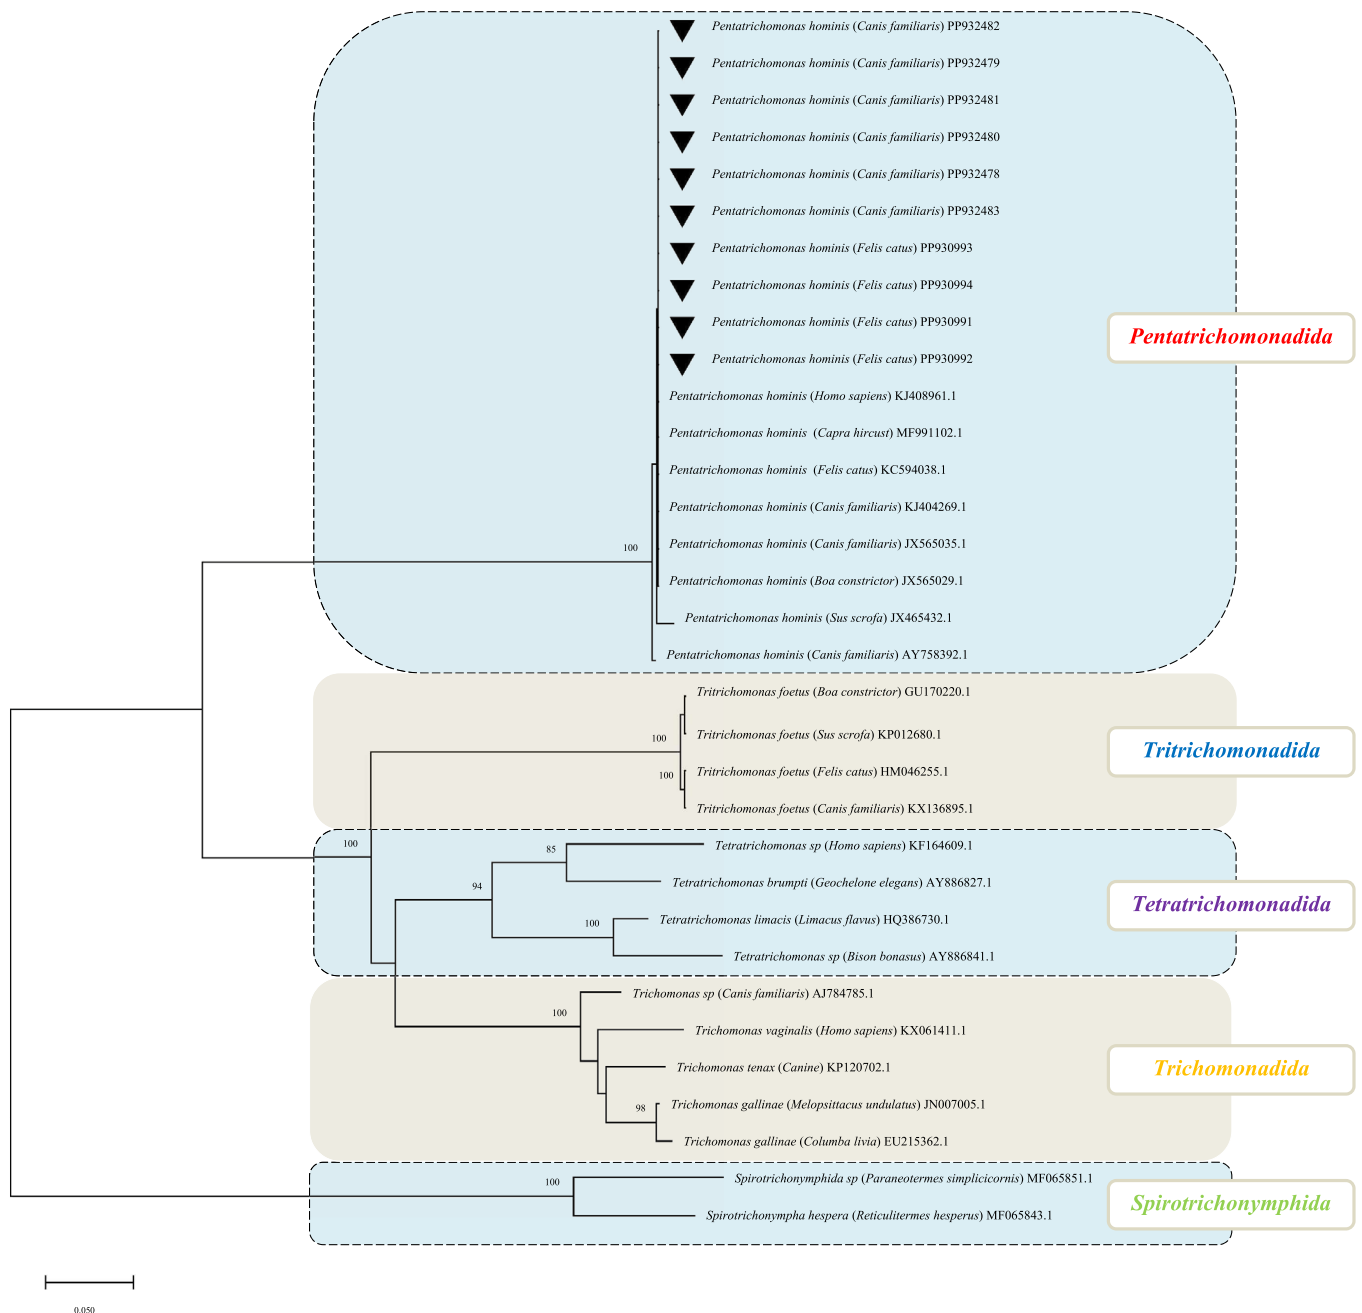 Pentatrichomonas hominis (Canis familiaris) PP932482
Pentatrichomonas hominis (Canis familiaris) PP932479
Pentatrichomonas hominis (Canis familiaris) PP932481
Pentatrichomonas hominis (Canis familiaris) PP932480
Pentatrichomonas hominis (Canis familiaris) PP932478
Pentatrichomonas hominis (Canis familiaris) PP932483
Pentatrichomonas hominis (Felis catus) PP930993
Pentatrichomonas hominis (Felis catus) PP930994
Pentatrichomonas hominis (Felis catus) PP930991
Pentatrichomonadida
Pentatrichomonas hominis (Felis catus) PP930992
Pentatrichomonas hominis (Homo sapiens) KJ408961.1
Pentatrichomonas hominis (Capra hircust) MF991102.1
Pentatrichomonas hominis (Felis catus) KC594038.1
Pentatrichomonas hominis (Canis familiaris) KJ404269.1
100
Pentatrichomonas hominis (Canis familiaris) JX565035.1
Pentatrichomonas hominis (Boa constrictor) JX565029.1
Pentatrichomonas hominis (Sus scrofa) JX465432.1
Pentatrichomonas hominis (Canis familiaris) AY758392.1
Tritrichomonas foetus (Boa constrictor) GU170220.1
100
Tritrichomonas foetus (Sus scrofa) KP012680.1
Tritrichomonadida
100
Tritrichomonas foetus (Felis catus) HM046255.1
Tritrichomonas foetus (Canis familiaris) KX136895.1
100
85
Tetratrichomonas sp (Homo sapiens) KF164609.1
94
Tetratrichomonas brumpti (Geochelone elegans) AY886827.1
Tetratrichomonadida
100
Tetratrichomonas limacis (Limacus flavus) HQ386730.1
Tetratrichomonas sp (Bison bonasus) AY886841.1
Trichomonas sp (Canis familiaris) AJ784785.1
100
Trichomonas vaginalis (Homo sapiens) KX061411.1
Trichomonas tenax (Canine) KP120702.1
Trichomonadida
98
Trichomonas gallinae (Melopsittacus undulatus) JN007005.1
Trichomonas gallinae (Columba livia) EU215362.1
100
Spirotrichonymphida sp (Paraneotermes simplicicornis) MF065851.1
Spirotrichonymphida
Spirotrichonympha hespera (Reticulitermes hesperus) MF065843.1
0.050